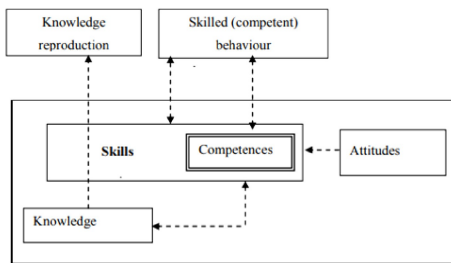 Knowledge
reproduction
Skilled (competent)
behaviour
Skills
Competences
Attitudes
Knowledge